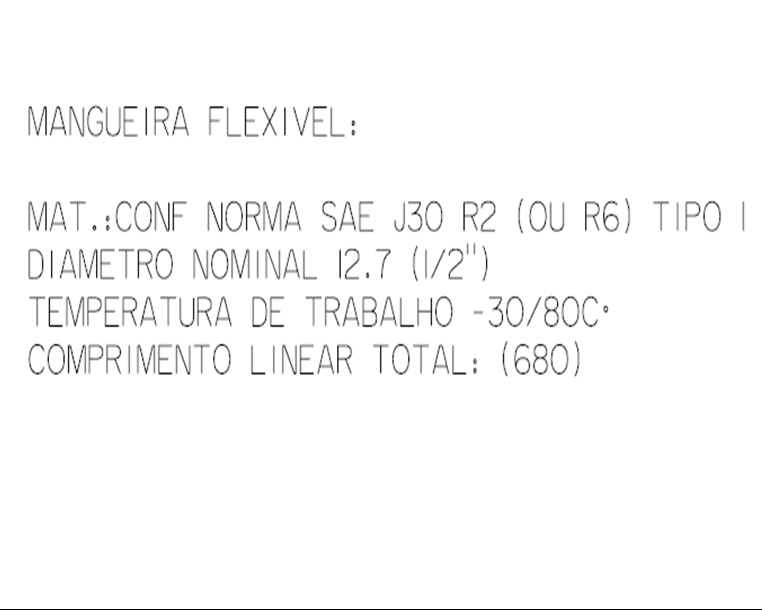 MANGUEIRA FLEXIVEL:
MAT.:CONF NORMA SAE J30 R2 (OU R6) TIPO 1
DIAMETRO NOMINAL 12.7 (1/2")
TEMPERATURA DE TRABALHO -30/80C°
COMPRIMENTO LINEAR TOTAL: (680)